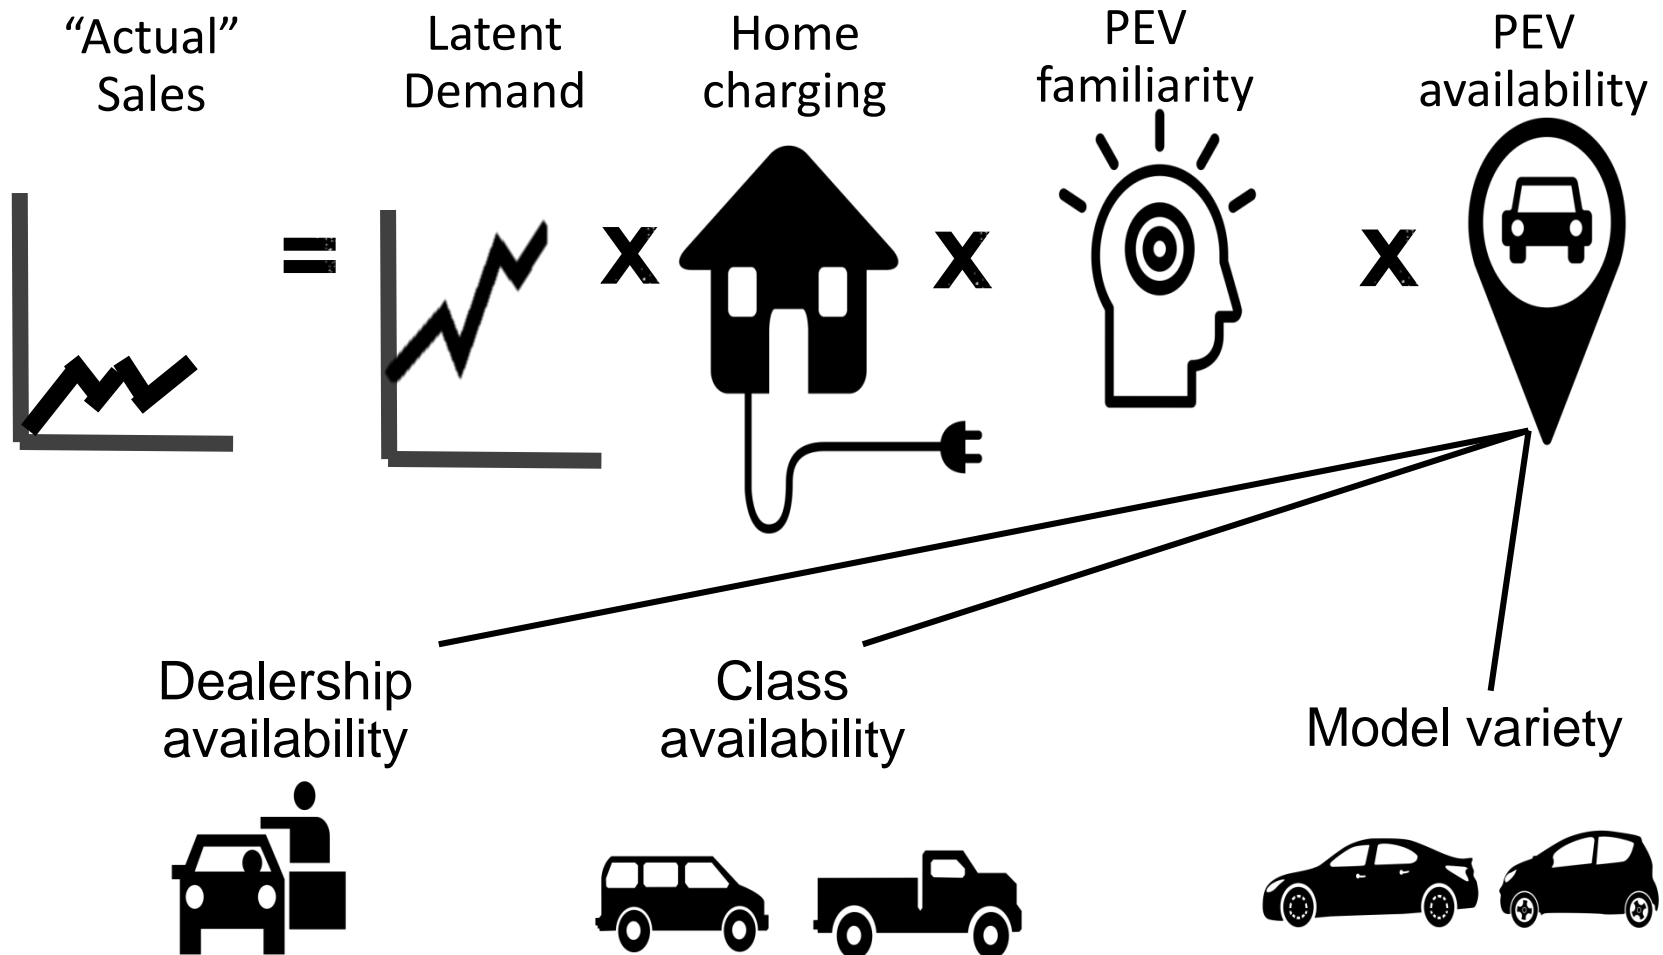 “Actual”
Sales
=
Latent
Demand
x
Home
charging
x
PEV
familiarity
x
PEV
availability
Dealership
availability
Class
availability
Model variety